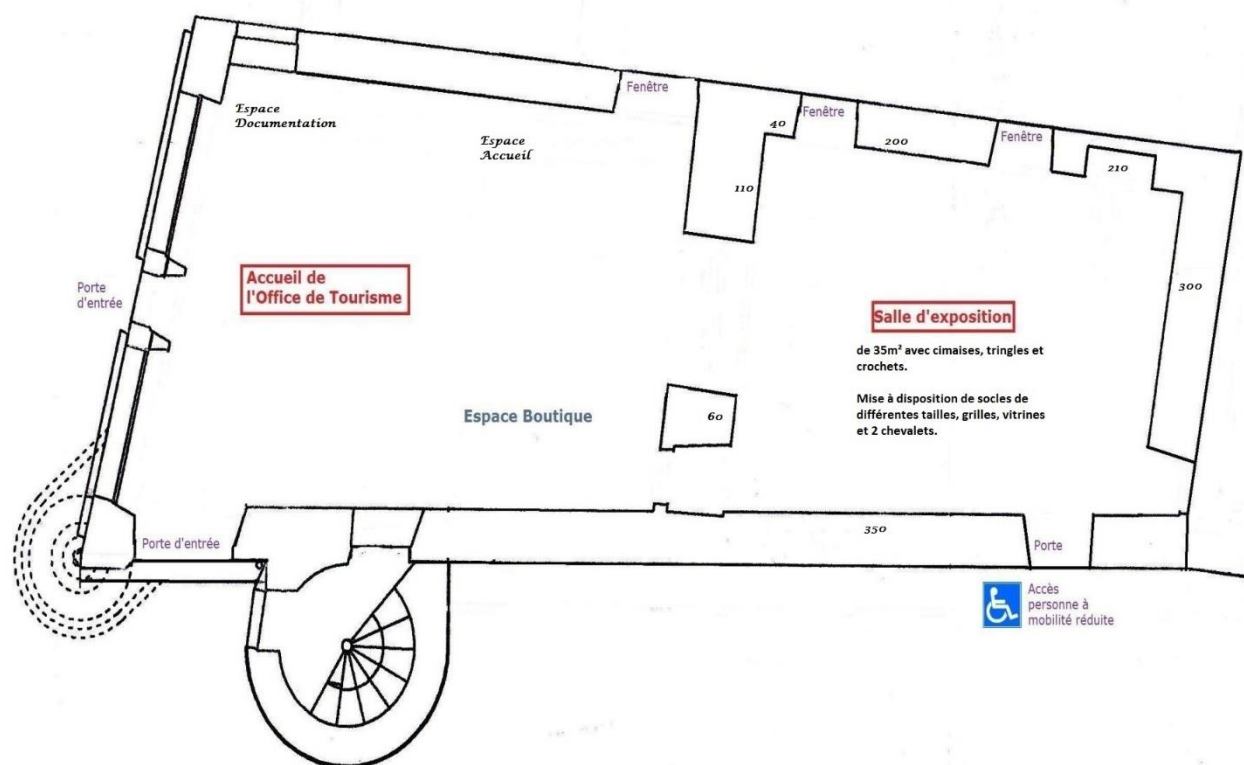 Espace
Documentation
Espace
Accueil
Fenêtre
40
110
Fenêtre
200
Fenêtre
210
300
Porte
d'entrée
Accueil de
l'Office de Tourisme
Salle d'exposition
de 35m² avec cimaises, tringles et
crochets.
Mise à disposition de socles de
différentes tailles, grilles, vitrines
et 2 chevalets.
Espace Boutique
60
350
Porte d'entrée
Porte
Accès
personne à
mobilité réduite